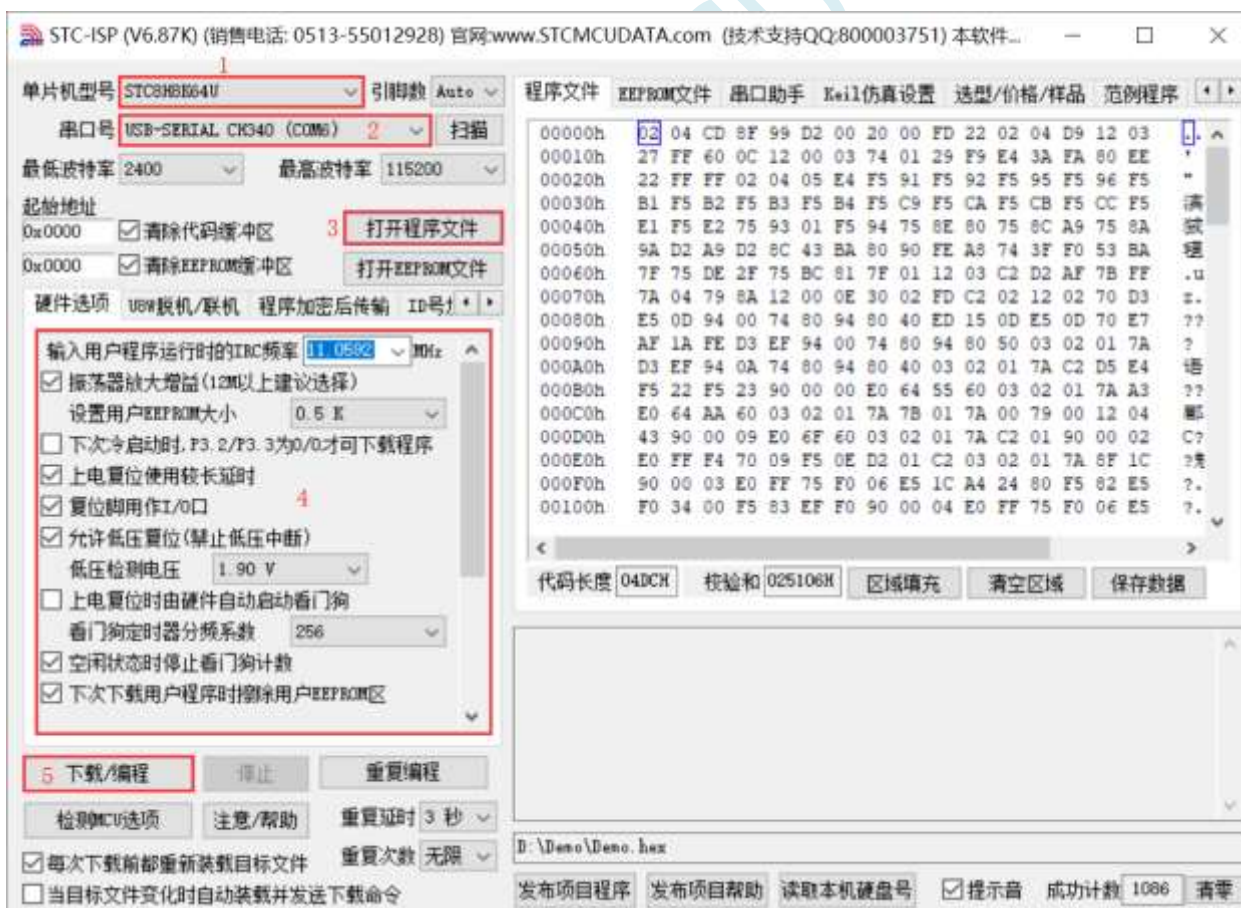 STC-ISP (V6.87K) (销售电话: 0513-55012928) 官网:www.STCMCUDATA.com (技术支持QQ:800003751) 本软件...
1
单片机型号 STC8H8K64U 引脚数 Auto
串口号 USB-SERIAL CH340 (COM6) 2 扫描
最低波特率 2400 最高波特率 115200
起始地址
0x0000 清除代码缓冲区 3 打开程序文件
0x0000 清除EEPROM缓冲区 打开EEPROM文件
硬件选项 U8W脱机/联机 程序加密后传输
输入用户程序运行时的IRC频率 11.0592 MHz
振荡器放大增益(12M以上建议选择)
设置用户EEPROM大小 0.5 K
下次冷启动时,P3.2/P3.3为0/0才可下载程序
上电复位使用较长延时
复位脚用作I/O口 4
允许低压复位(禁止低压中断)
低压检测电压 1.90 V
上电复位时由硬件自动启动看门狗
看门狗定时器分频系数 256
空闲状态时停止看门狗计数
下次下载用户程序时擦除用户EEPROM区
5 下载/编程 停止 重复编程
检测MCU选项 注意/帮助 重复延时 3 秒
每次下载前都重新装载目标文件 重复次数 无限
当目标文件变化时自动装载并发送下载命令
程序文件 EEPROM文件 串口助手 Keil仿真设置 选型/价格/样品 范例程序
00000h 02 04 CD 8F 99 D2 00 20 00 FD 22 02 04 D9 12 03
00010h 27 FF 60 0C 12 00 03 74 01 29 F9 E4 3A FA 80 EE
00020h 22 FF FF 02 04 05 E4 F5 91 F5 92 F5 95 F5 96 F5
00030h B1 F5 B2 F5 B3 F5 B4 F5 C9 F5 CA F5 CB F5 CC F5
00040h E1 F5 E2 75 93 01 F5 94 75 8E 80 75 8C A9 75 8A
00050h 9A D2 A9 D2 8C 43 BA 80 90 FE A8 74 3F F0 53 BA
00060h 7F 75 DE 2F 75 BC 81 7F 01 12 03 C2 D2 AF 7B FF .u
00070h 7A 04 79 8A 12 00 0E 30 02 FD C2 02 12 02 70 D3 z.
00080h E5 0D 94 00 74 80 94 80 40 ED 15 0D E5 0D 70 E7 ??
00090h AF 1A FE D3 EF 94 00 74 80 94 80 50 03 02 01 7A ?
000A0h D3 EF 94 0A 74 80 94 80 40 03 02 01 7A C2 D5 E4 语
000B0h F5 22 F5 23 90 00 00 E0 64 55 60 03 02 01 7A A3 ??
000C0h E0 64 AA 60 03 02 01 7A 7B 01 7A 00 79 00 12 04
000D0h 43 90 00 09 E0 6F 60 03 02 01 7A C2 01 90 00 02 C?
000E0h E0 FF F4 70 09 F5 0E D2 01 C2 03 02 01 7A 8F 1C
000F0h 90 00 03 E0 FF 75 F0 06 E5 1C A4 24 80 F5 82 E5 ?.
00100h F0 34 00 F5 83 EF F0 90 00 04 E0 FF 75 F0 06 E5 ?.
代码长度 04DCH 校验和 025106H 区域填充 清空区域 保存数据
D:\Demo\Demo.hex
发布项目程序 发布项目帮助 读取本机硬盘号 提示音 成功计数 1086 清零